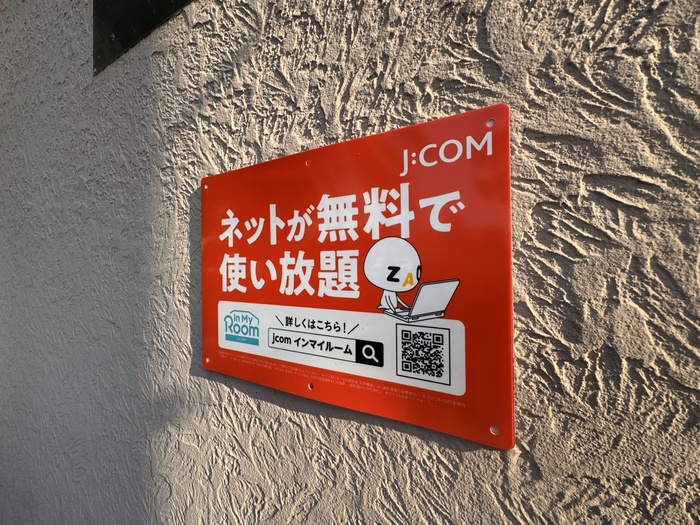 J:COM
ネットが無料で
使い放題
ZA
in My Room
＼詳しくはこちら！／
jcom インマイルーム